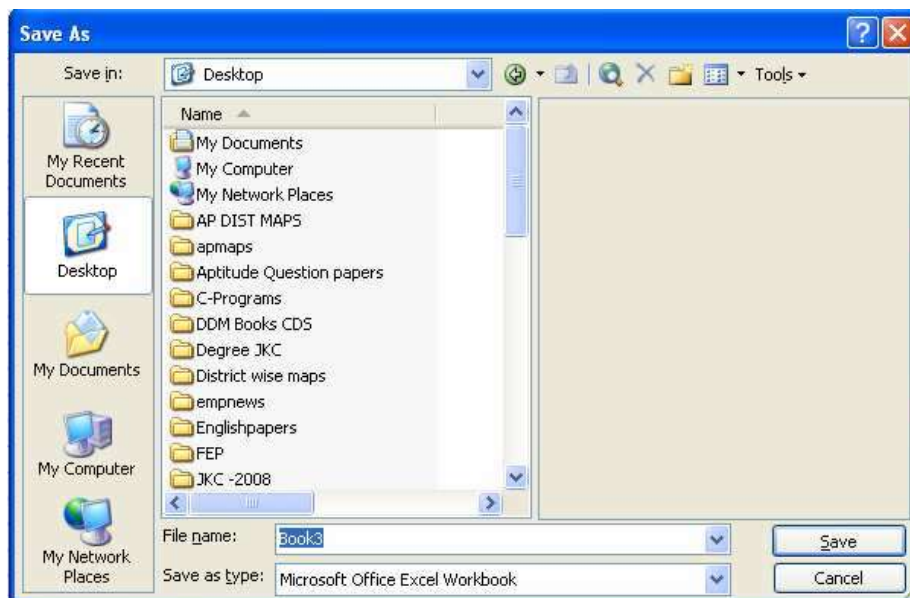 Save As
Save in:
Desktop
Tools
My Recent
Documents
Desktop
My Documents
My Computer
My Network
Places
Name
My Documents
My Computer
My Network Places
AP DIST MAPS
apmaps
Aptitude Question papers
C-Programs
DDM Books CDS
Degree JKC
District wise maps
empnews
Englishpapers
FEP
JKC -2008
File name:
Book3
Save
Save as type:
Microsoft Office Excel Workbook
Cancel